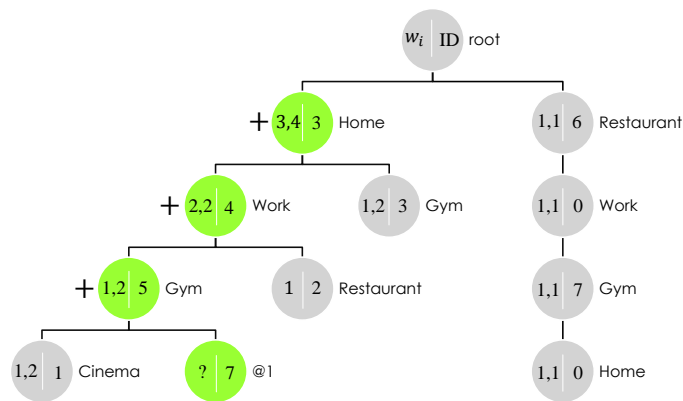 w_i ID root
+ 3,4 3 Home
1,1 6 Restaurant
+ 2,2 4 Work
1,2 3 Gym
1,1 0 Work
+ 1,2 5 Gym
1 2 Restaurant
1,1 7 Gym
1,2 1 Cinema
? 7 @1
1,1 0 Home